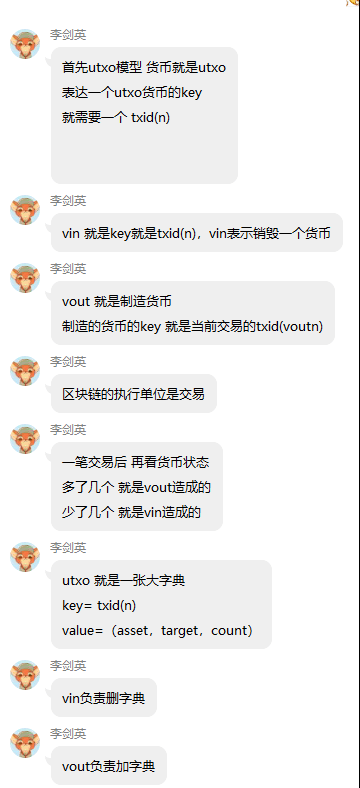 李剑英
首先utxo模型 货币就是utxo
表达一个utxo货币的key
就需要一个 txid(n)
李剑英
vin 就是key就是txid(n)，vin表示销毁一个货币
李剑英
vout 就是制造货币
制造的货币的key 就是当前交易的txid(voutn)
李剑英
区块链的执行单位是交易
李剑英
一笔交易后 再看货币状态
多了几个 就是vout造成的
少了几个 就是vin造成的
李剑英
utxo 就是一张大字典
key= txid(n)
value=（asset，target，count）
李剑英
vin负责删字典
李剑英
vout负责加字典